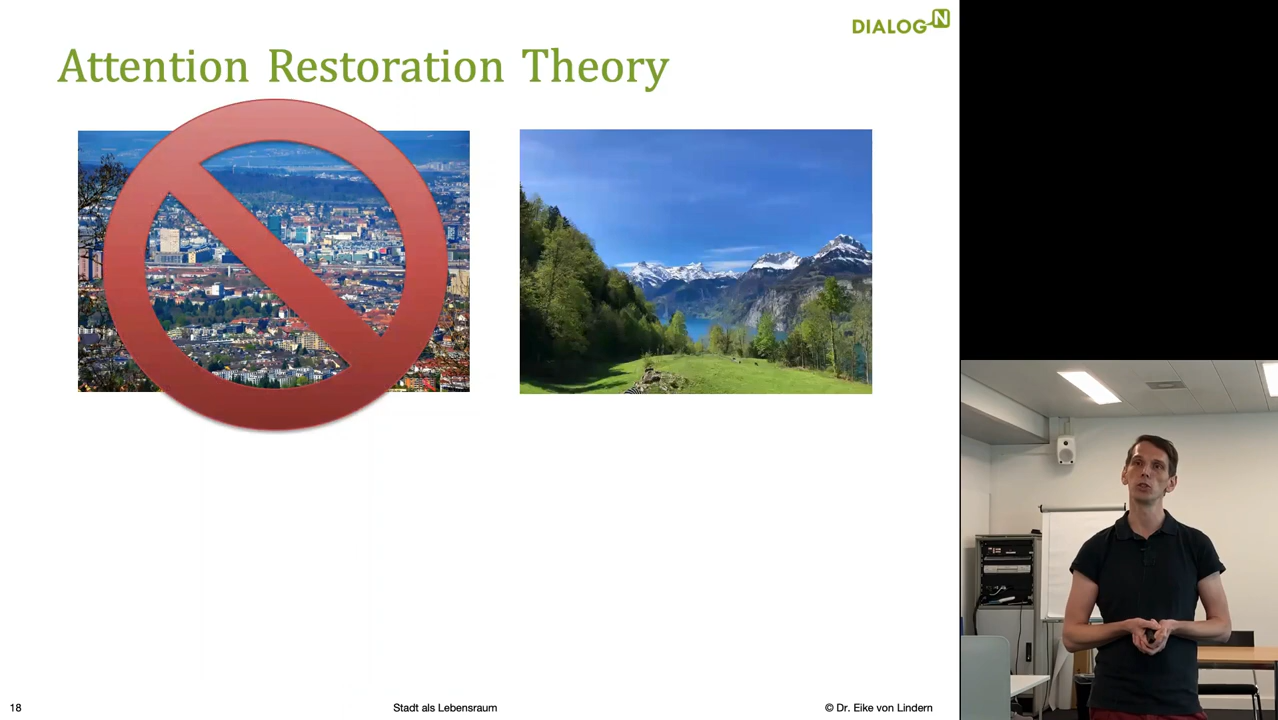 DIALOG N
Attention Restoration Theory
18
Stadt als Lebensraum
© Dr. Eike von Lindern